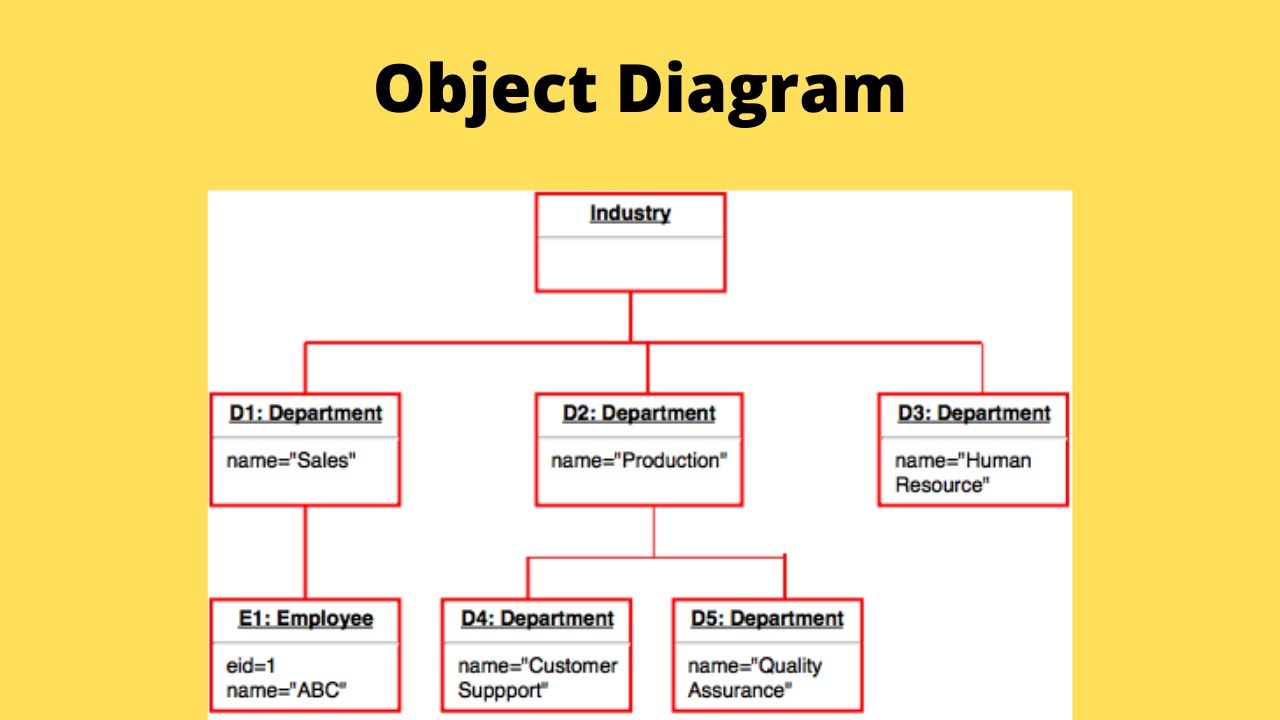 Object Diagram
Industry
D1: Department
name="Sales"
D2: Department
name="Production"
D3: Department
name="Human
Resource"
E1: Employee
eid=1
name="ABC"
D4: Department
name="Customer
Suppport"
D5: Department
name="Quality
Assurance"